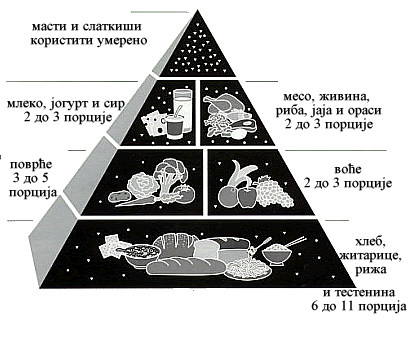 масти и слаткиши
користити умерено
млеко, јогурт и сир
2 до 3 порције
месо, живина,
риба, јаја и ораси
2 до 3 порције
поврће
3 до 5
порција
воће
2 до 3 порције
хлеб,
житарице,
рижа
и тестенина
6 до 11 порција